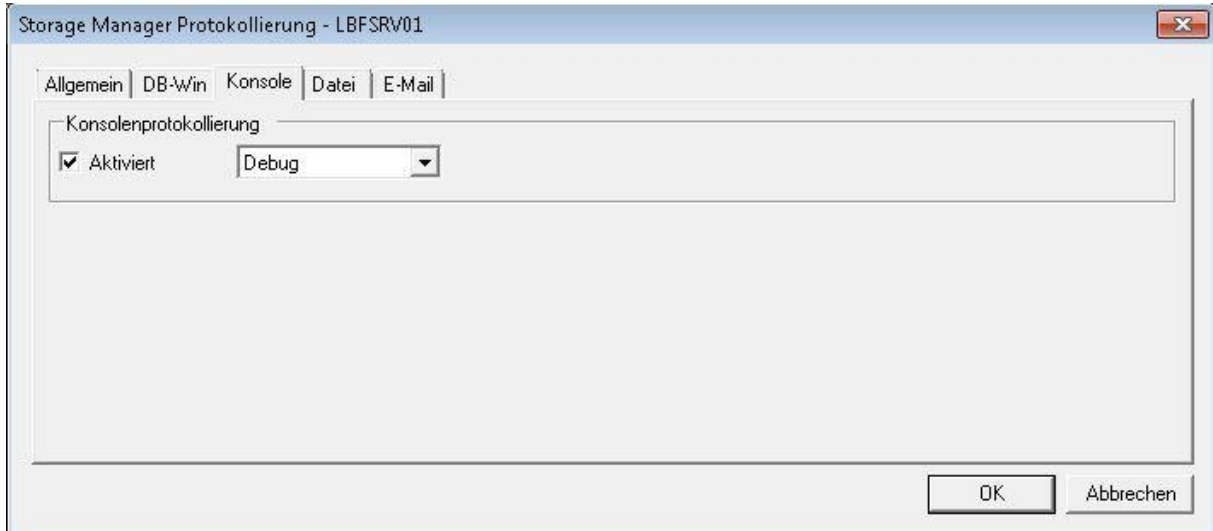 Storage Manager Protokollierung - LBFSRV01
Allgemein DB-Win Konsole Datei E-Mail
Konsolenprotokollierung
Aktiviert Debug
OK Abbrechen